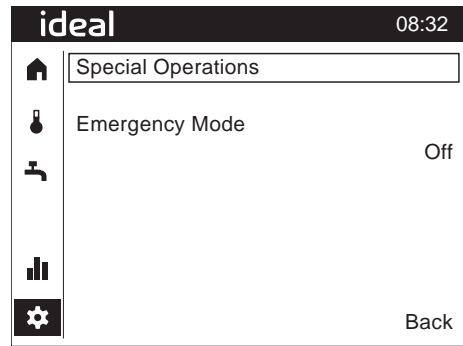 ideal 08:32
Special Operations
Emergency Mode
Off
Back